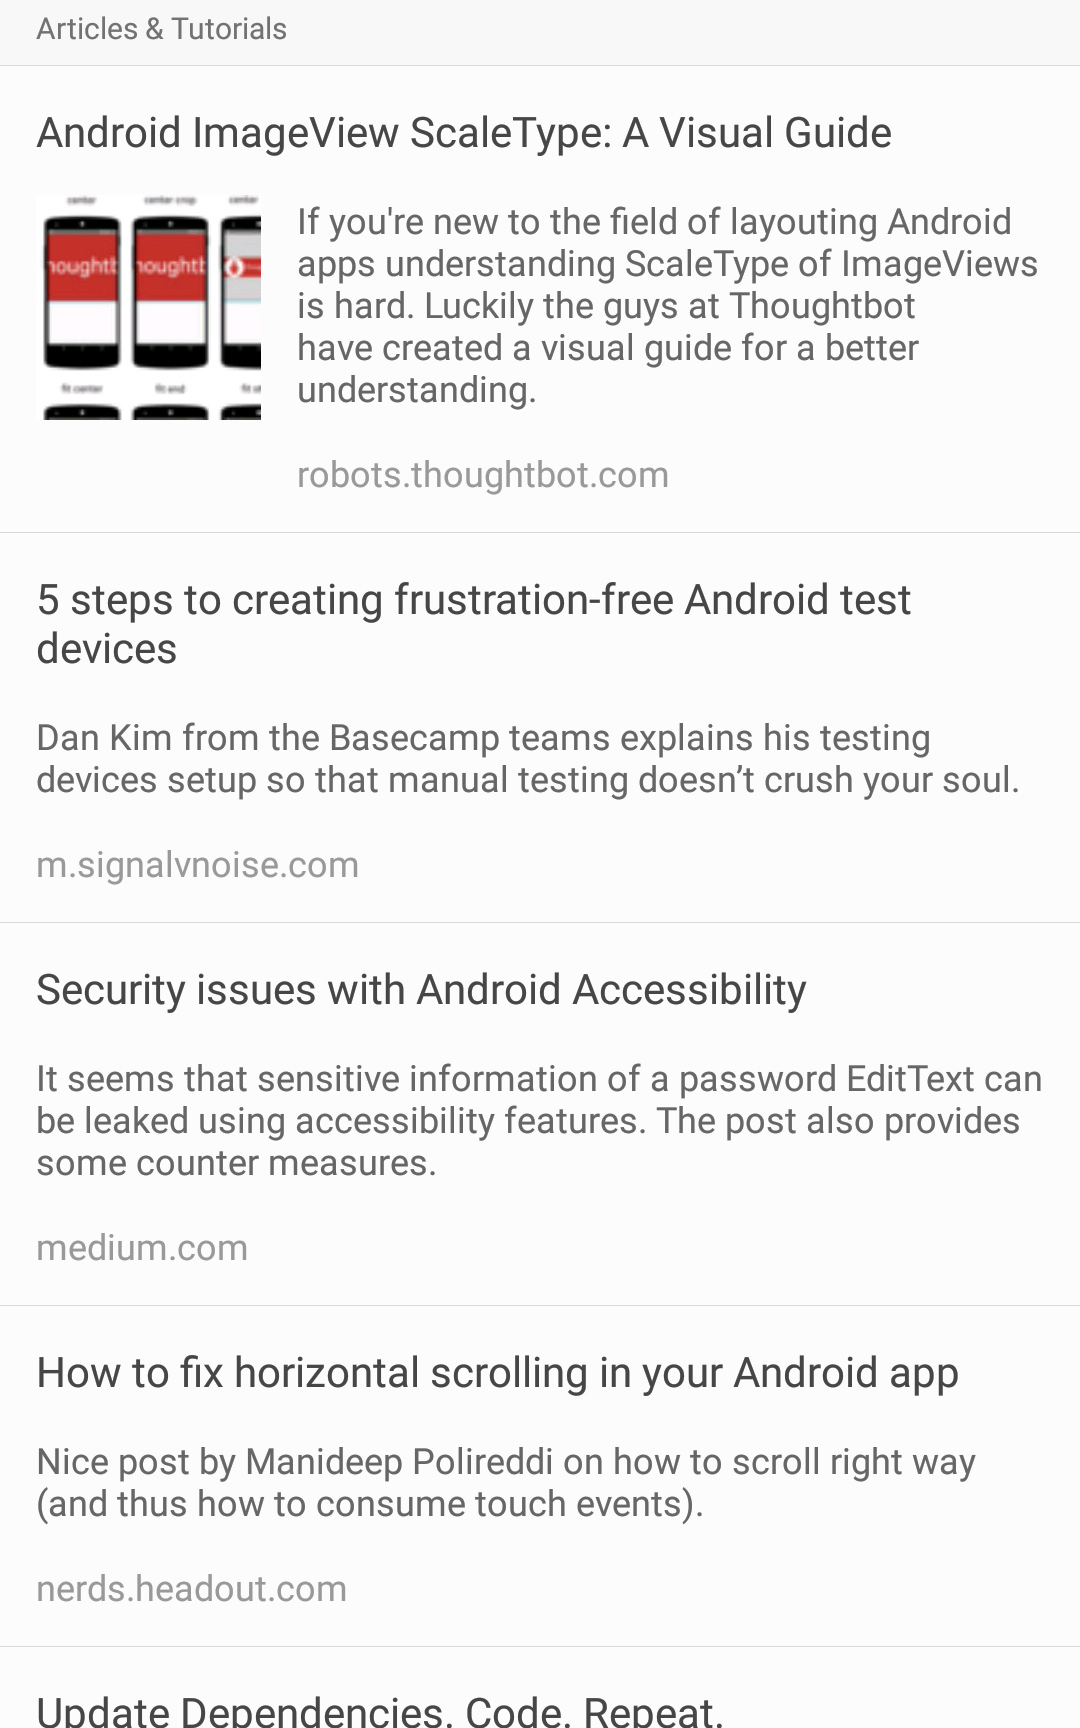 Articles & Tutorials
Android ImageView ScaleType: A Visual Guide
center
center crop
center
noughtb
noughtb
fit center
fit end
If you're new to the field of layouting Android
apps understanding ScaleType of ImageViews
is hard. Luckily the guys at Thoughtbot
have created a visual guide for a better
understanding.
robots.thoughtbot.com
5 steps to creating frustration-free Android test
devices
Dan Kim from the Basecamp teams explains his testing
devices setup so that manual testing doesn’t crush your soul.
m.signalvnoise.com
Security issues with Android Accessibility
It seems that sensitive information of a password EditText can
be leaked using accessibility features. The post also provides
some counter measures.
medium.com
How to fix horizontal scrolling in your Android app
Nice post by Manideep Polireddi on how to scroll right way
(and thus how to consume touch events).
nerds.headout.com
Update Dependencies. Code. Repeat.